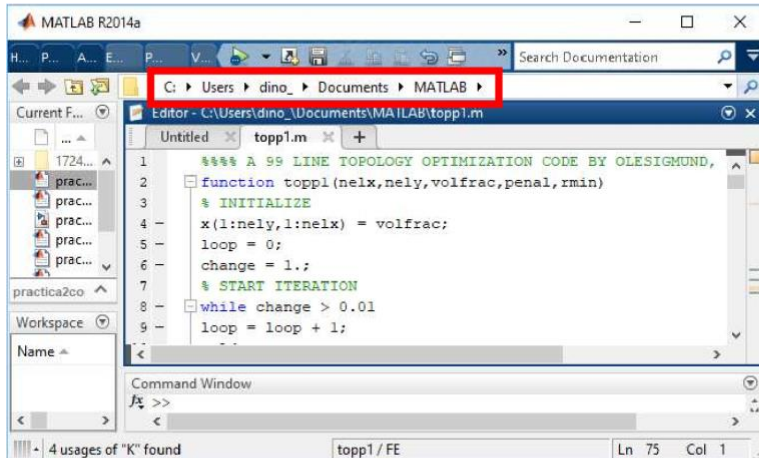 MATLAB R2014a
H... P... A... E... P... V... » Search Documentation
C: ▸ Users ▸ dino_ ▸ Documents ▸ MATLAB ▸
Current F...
Editor - C:\Users\dino_\Documents\MATLAB\topp1.m
... Untitled topp1.m +
1724...
prac...
prac...
prac...
prac...
prac...
practica2co
Workspace
Name
1 %%%% A 99 LINE TOPOLOGY OPTIMIZATION CODE BY OLESIGMUND,
2 function topp1(nelx,nely,volfrac,penal,rmin)
3 % INITIALIZE
4 - x(1:nely,1:nelx) = volfrac;
5 - loop = 0;
6 - change = 1.;
7 % START ITERATION
8 - while change > 0.01
9 - loop = loop + 1;
Command Window
fx >>
4 usages of "K" found topp1 / FE Ln 75 Col 1